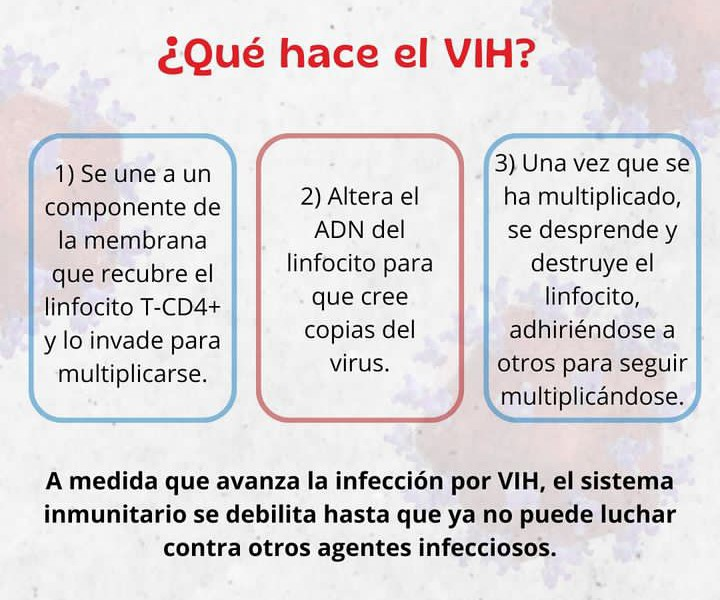 ¿Qué hace el VIH?
1) Se une a un
componente de
la membrana
que recubre el
linfocito T-CD4+
y lo invade para
multiplicarse.
2) Altera el
ADN del
linfocito para
que cree
copias del
virus.
3) Una vez que se
ha multiplicado,
se desprende y
destruye el
linfocito,
adhiriéndose a
otros para seguir
multiplicándose.
A medida que avanza la infección por VIH, el sistema
inmunitario se debilita hasta que ya no puede luchar
contra otros agentes infecciosos.